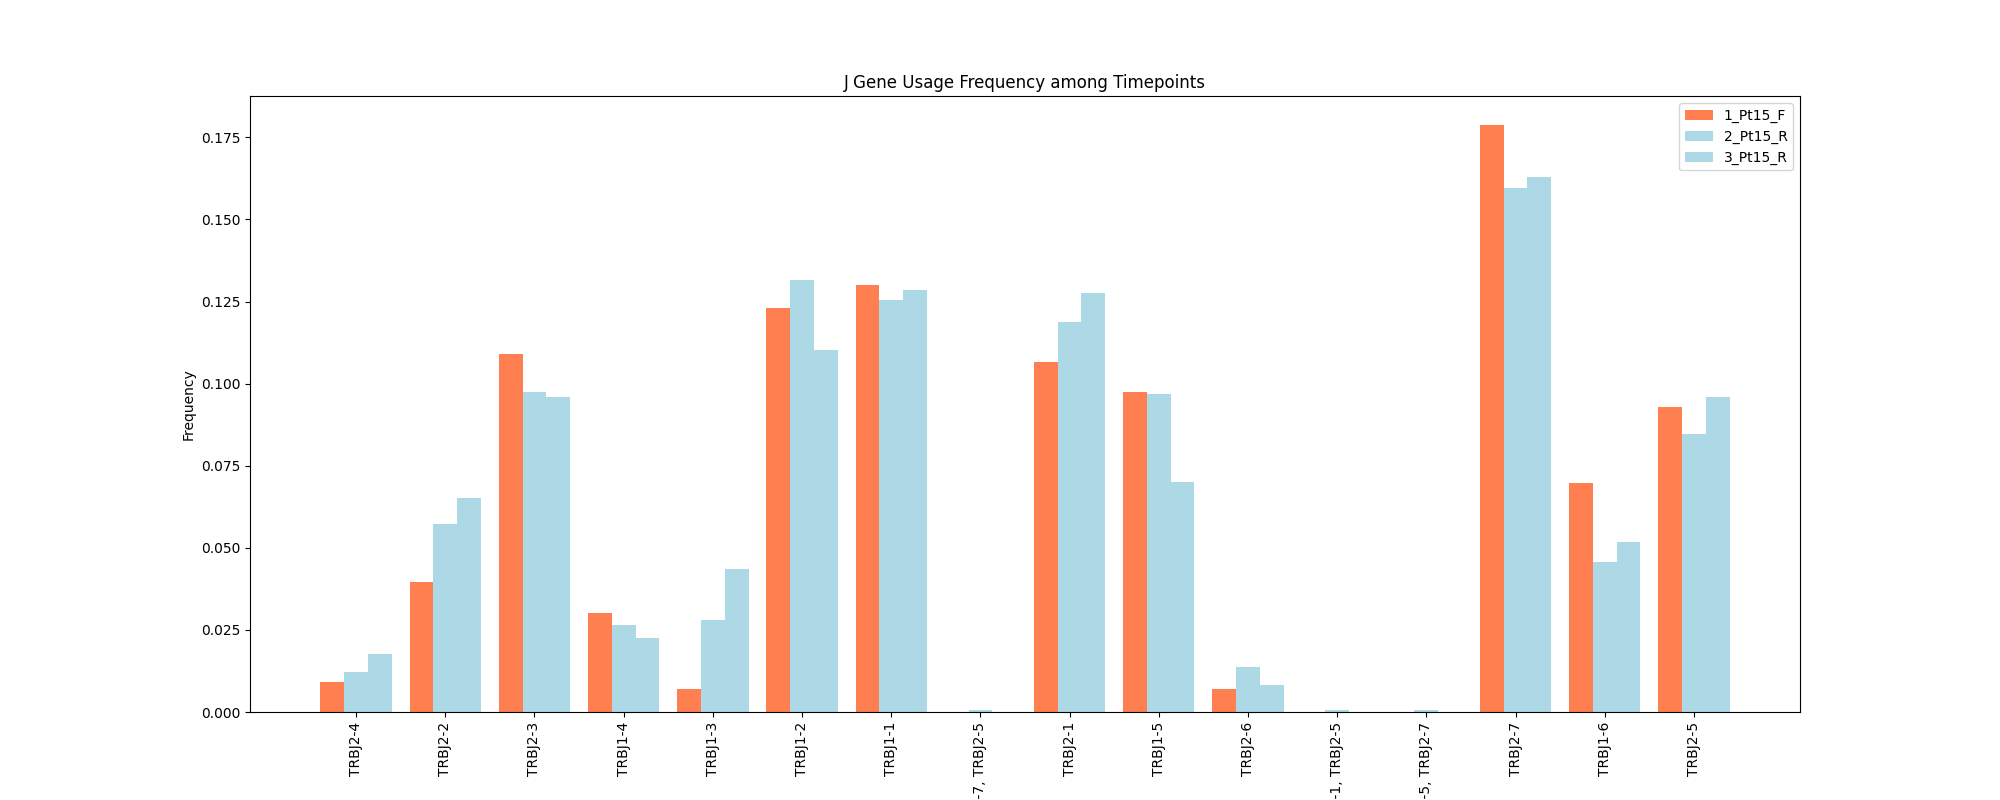 J Gene Usage Frequency among Timepoints
1_Pt15_F
2_Pt15_R
3_Pt15_R
Frequency
0.175
0.150
0.125
0.100
0.075
0.050
0.025
0.000
TRBJ2-4
TRBJ2-2
TRBJ2-3
TRBJ1-4
TRBJ1-3
TRBJ1-2
TRBJ1-1
-7, TRBJ2-5
TRBJ2-1
TRBJ1-5
TRBJ2-6
-1, TRBJ2-5
-5, TRBJ2-7
TRBJ2-7
TRBJ1-6
TRBJ2-5